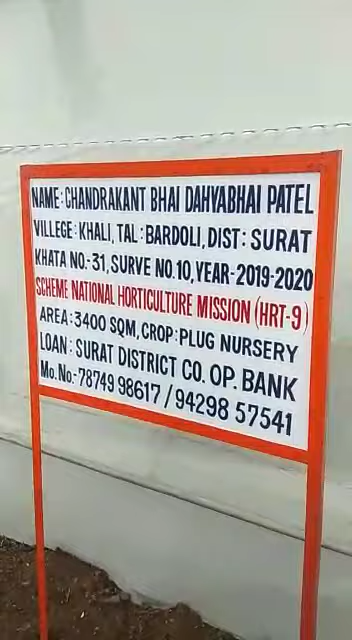 NAME: CHANDRAKANT BHAI DAHYABHAI PATEL
VILLEGE: KHALI, TAL: BARDOLI, DIST: SURAT
KHATA NO.-31, SURVE NO.10, YEAR-2019-2020
SCHEME NATIONAL HORTICULTURE MISSION (HRT-9)
AREA: 3400 SQM, CROP: PLUG NURSERY
LOAN: SURAT DISTRICT CO. OP. BANK
Mo. No.-78749 98617 / 94298 57541